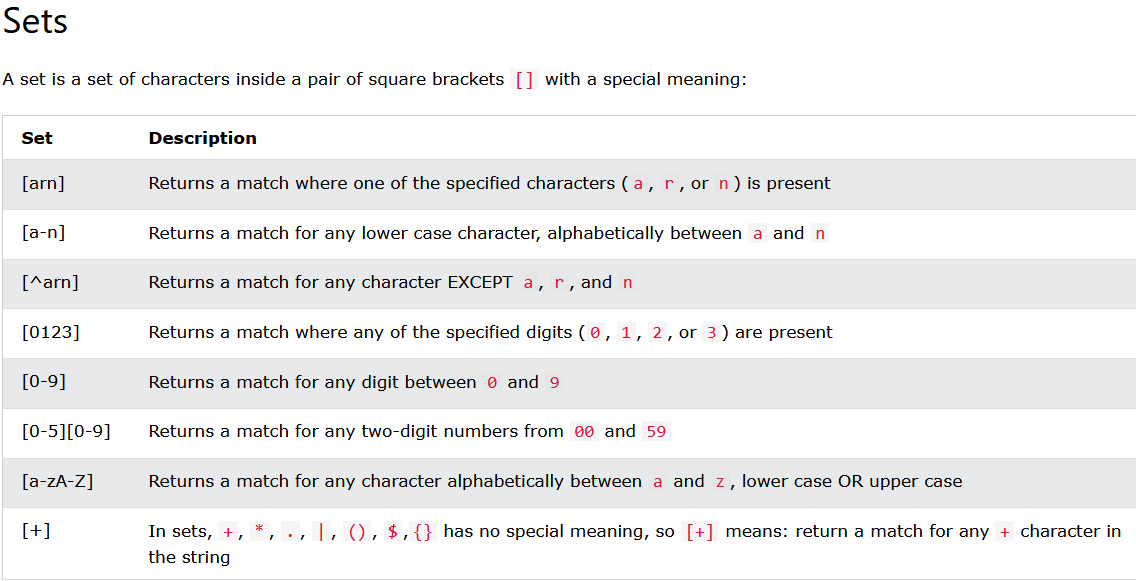 Sets
A set is a set of characters inside a pair of square brackets [] with a special meaning:
Set Description
[arn] Returns a match where one of the specified characters (a, r, or n) is present
[a-n] Returns a match for any lower case character, alphabetically between a and n
[^arn] Returns a match for any character EXCEPT a, r, and n
[0123] Returns a match where any of the specified digits (0, 1, 2, or 3) are present
[0-9] Returns a match for any digit between 0 and 9
[0-5][0-9] Returns a match for any two-digit numbers from 00 and 59
[a-zA-Z] Returns a match for any character alphabetically between a and z, lower case OR upper case
[+] In sets, +, *, ., |, (), $,{} has no special meaning, so [+] means: return a match for any + character in
the string